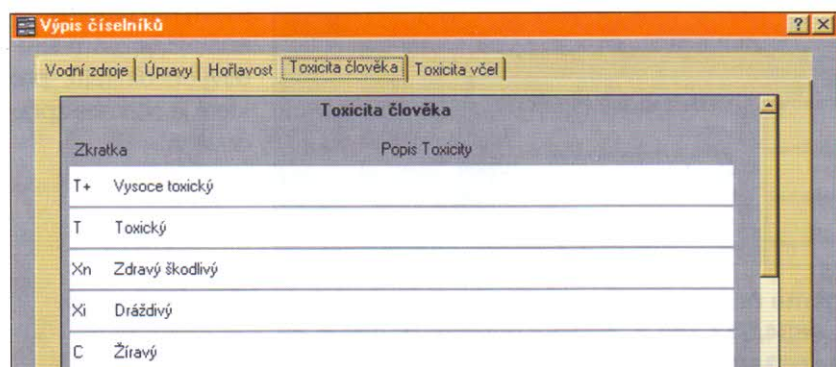 Výpis číselníků
Vodní zdroje Úpravy Hořlavost Toxicita člověka Toxicita včel
Toxicita člověka
Zkratka Popis Toxicity
T+ Vysoce toxický
T Toxický
Xn Zdravý škodlivý
Xi Dráždivý
C Žíravý